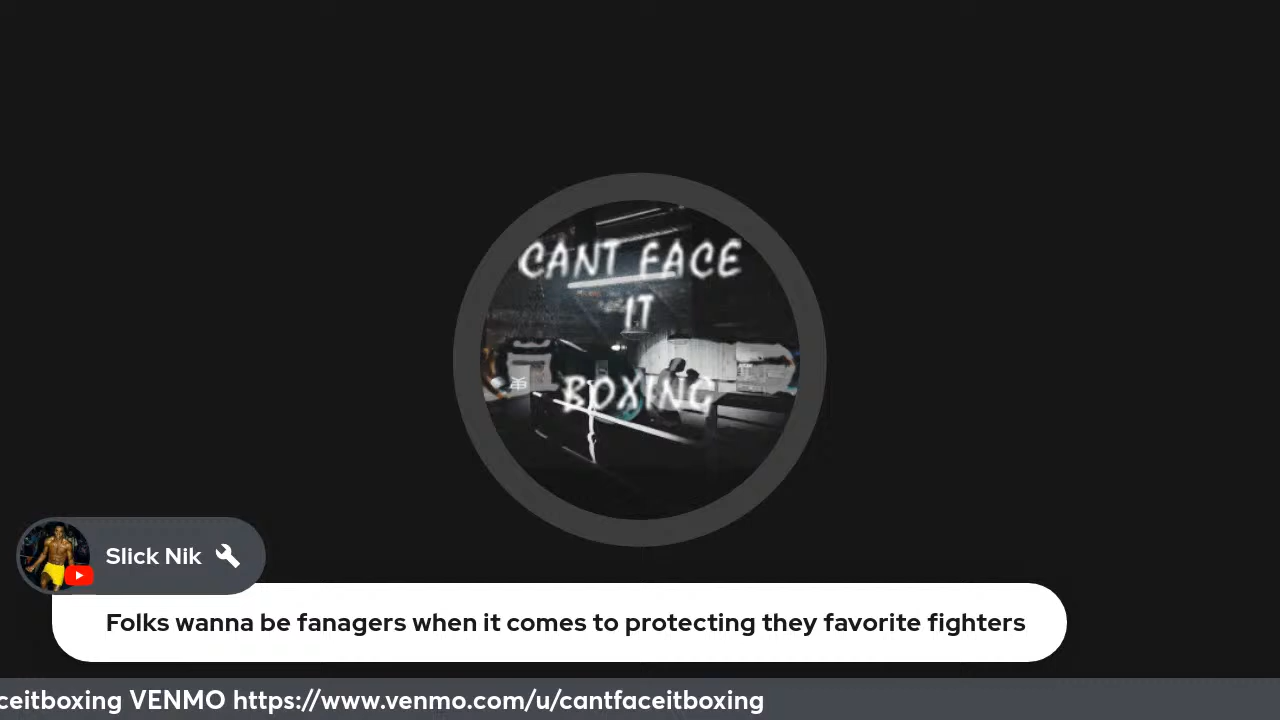 CANT FACE
IT
BOXING
Slick Nik
Folks wanna be fanagers when it comes to protecting they favorite fighters
ceitboxing VENMO https://www.venmo.com/u/cantfaceitboxing